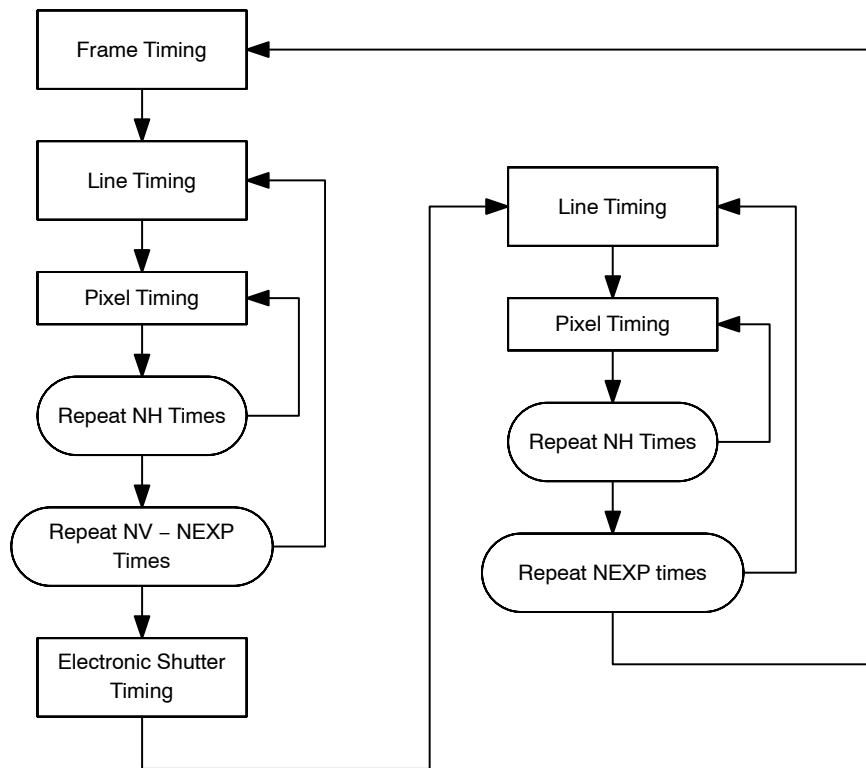 Frame Timing
Line Timing
Pixel Timing
Repeat NH Times
Repeat NV – NEXP
Times
Electronic Shutter
Timing
Line Timing
Pixel Timing
Repeat NH Times
Repeat NEXP times